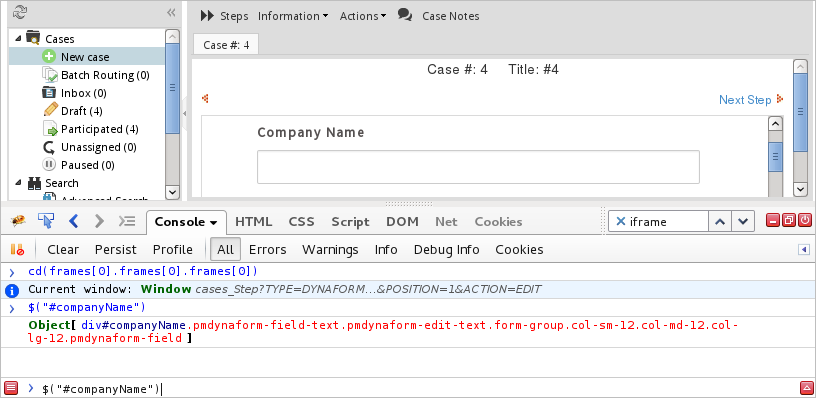 Steps Information Actions Case Notes
Cases
New case
Batch Routing (0)
Inbox (0)
Draft (4)
Participated (4)
Unassigned (0)
Paused (0)
Search
Case #: 4
Case #: 4 Title: #4
Next Step
Company Name
Console HTML CSS Script DOM Net Cookies
iframe
Clear Persist Profile All Errors Warnings Info Debug Info Cookies
cd(frames[0].frames[0].frames[0])
Current window: Window cases_Step?TYPE=DYNAFORM...&POSITION=1&ACTION=EDIT
$("#companyName")
Object[ div#companyName.pmdynaform-field-text.pmdynaform-edit-text.form-group.col-sm-12.col-md-12.col-
lg-12.pmdynaform-field ]
$("#companyName")